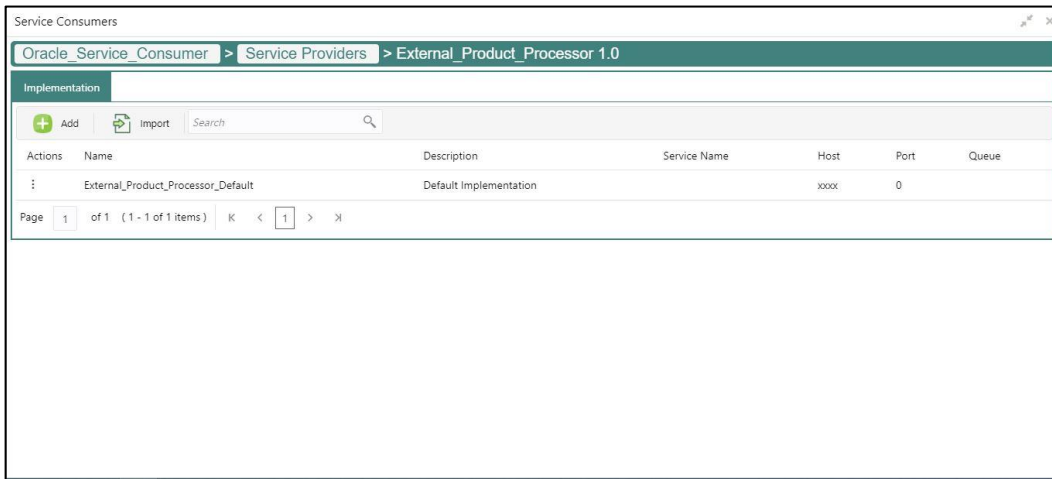 Service Consumers
Oracle_Service_Consumer > Service Providers > External_Product_Processor 1.0
Implementation
Add Import Search
Actions Name Description Service Name Host Port Queue
External_Product_Processor_Default Default Implementation xxxx 0
Page 1 of 1 (1 - 1 of 1 items) K < 1 > >|